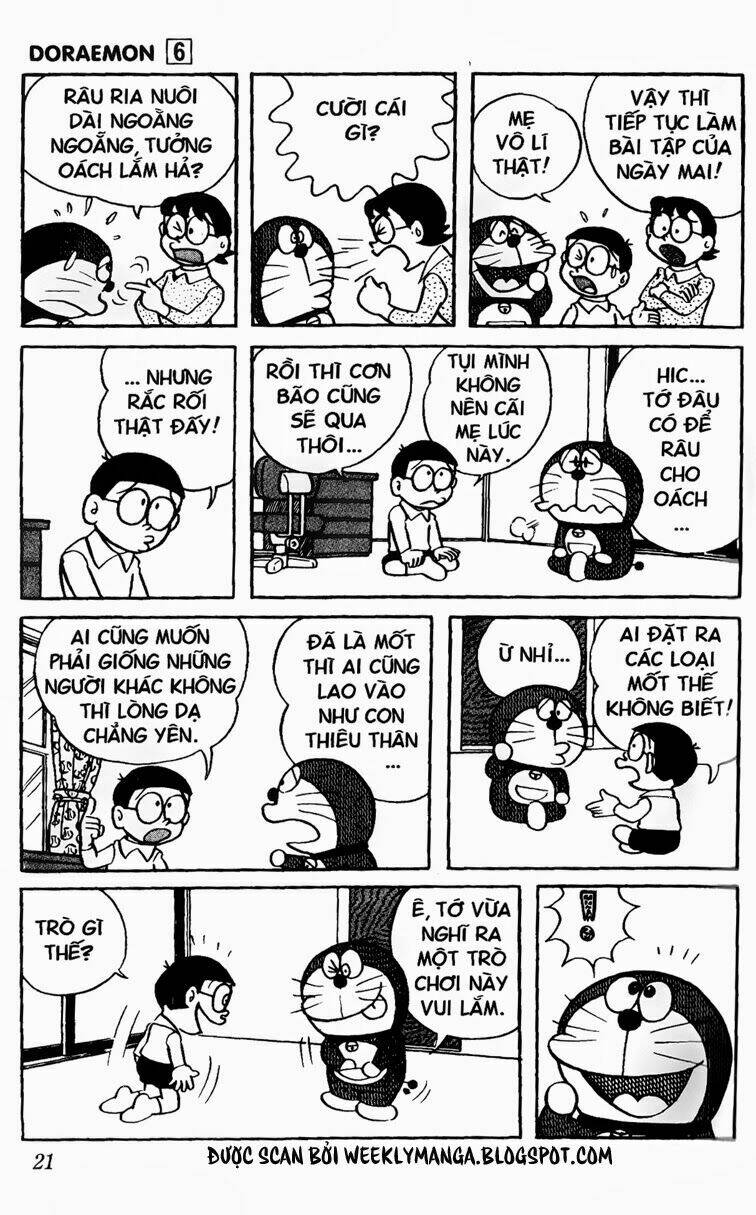 DORAEMON 6
VẬY THÌ
TIẾP TỤC LÀM
BÀI TẬP CỦA
NGÀY MAI!
MẸ
VÔ LÍ
THẬT!
CƯỜI CÁI
GÌ?
RÂU RIA NUÔI
DÀI NGOẰNG
NGOẴNG, TƯỞNG
OÁCH LẮM HẢ?
HIC...
TỚ ĐÂU
CÓ ĐỂ
RÂU
CHO
OÁCH
...
TỤI MÌNH
KHÔNG
NÊN CÃI
MẸ LÚC
NÀY.
RỒI THÌ CƠN
BÃO CŨNG
SẼ QUA
THÔI...
... NHƯNG
RẮC RỐI
THẬT ĐẤY!
AI ĐẶT RA
CÁC LOẠI
MỐT THẾ
KHÔNG BIẾT!
Ừ NHỈ...
ĐÃ LÀ MỐT
THÌ AI CŨNG
LAO VÀO
NHƯ CON
THIÊU THÂN
...
AI CŨNG MUỐN
PHẢI GIỐNG NHỮNG
NGƯỜI KHÁC KHÔNG
THÌ LÒNG DẠ
CHẲNG YÊN.
!
Ê, TỚ VỪA
NGHĨ RA
MỘT TRÒ
CHƠI NÀY
VUI LẮM.
TRÒ GÌ
THẾ?
21
ĐƯỢC SCAN BỞI WEEKLYMANGA.BLOGSPOT.COM